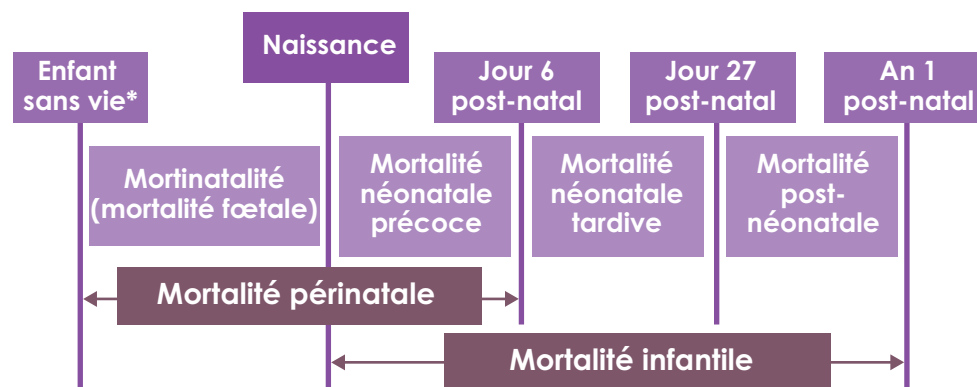 Naissance
Enfant
sans vie*
Jour 6
post-natal
Jour 27
post-natal
An 1
post-natal
Mortinatalité
(mortalité fœtale)
Mortalité
néonatale
précoce
Mortalité
néonatale
tardive
Mortalité
post-
néonatale
Mortalité périnatale
Mortalité infantile